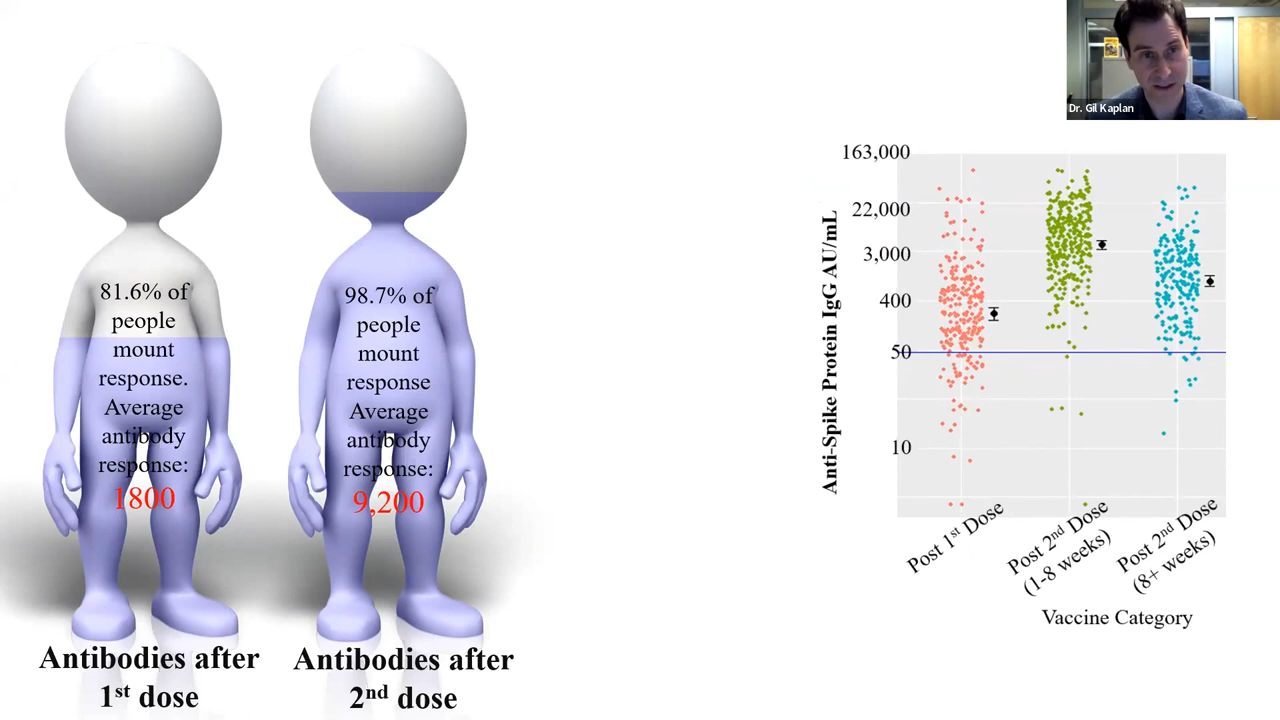 Dr. Gil Kaplan
81.6% of
people
mount
response.
Average
antibody
response:
1800
Antibodies after
1st dose
98.7% of
people
mount
response
Average
antibody
response:
9,200
Antibodies after
2nd dose
Anti-Spike Protein IgG AU/mL
163,000
22,000
3,000
400
50
10
Post 1st Dose
Post 2nd Dose
(1-8 weeks)
Post 2nd Dose
(8+ weeks)
Vaccine Category